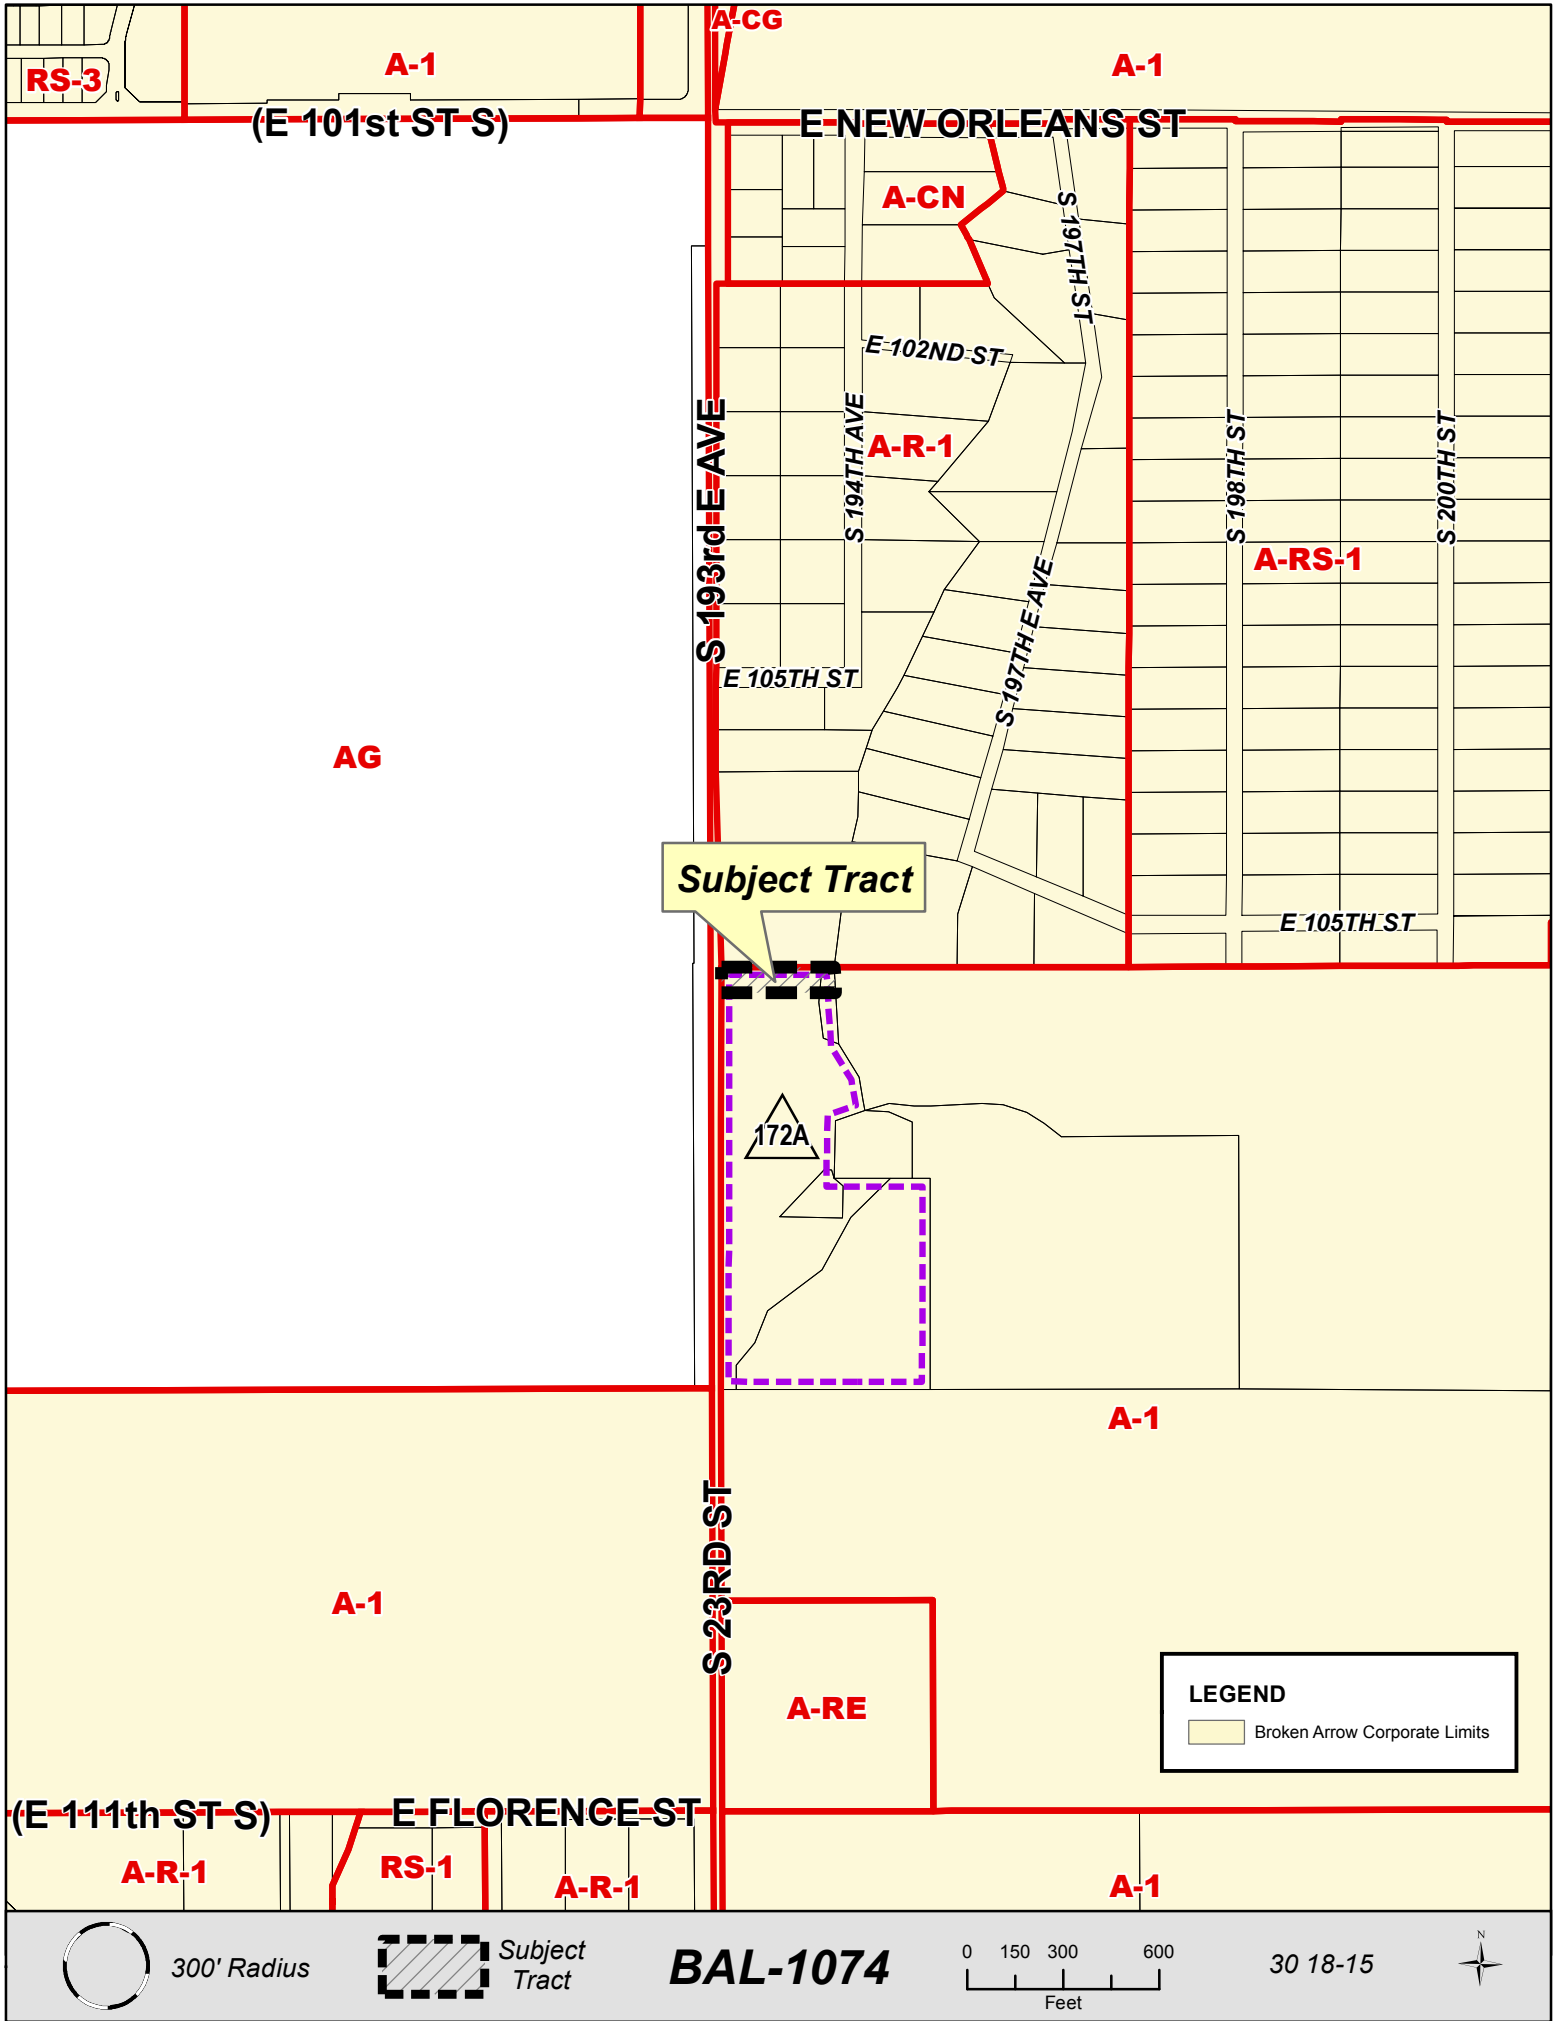 A-CG
A-1
A-1
RS-3
(E 101st ST S)
E NEW ORLEANS ST
A-CN
S 197TH ST
E 102ND ST
S 193rd E AVE
S 194TH AVE
A-R-1
S 198TH ST
S 200TH ST
A-RS-1
S 197TH E AVE
E 105TH ST
AG
Subject Tract
E 105TH ST
172A
A-1
S 23RD ST
A-1
A-RE
LEGEND
Broken Arrow Corporate Limits
(E 111th ST S)
E FLORENCE ST
A-R-1
RS-1
A-R-1
A-1
300' Radius
Subject
Tract
BAL-1074
0 150 300 600
Feet
30 18-15
N